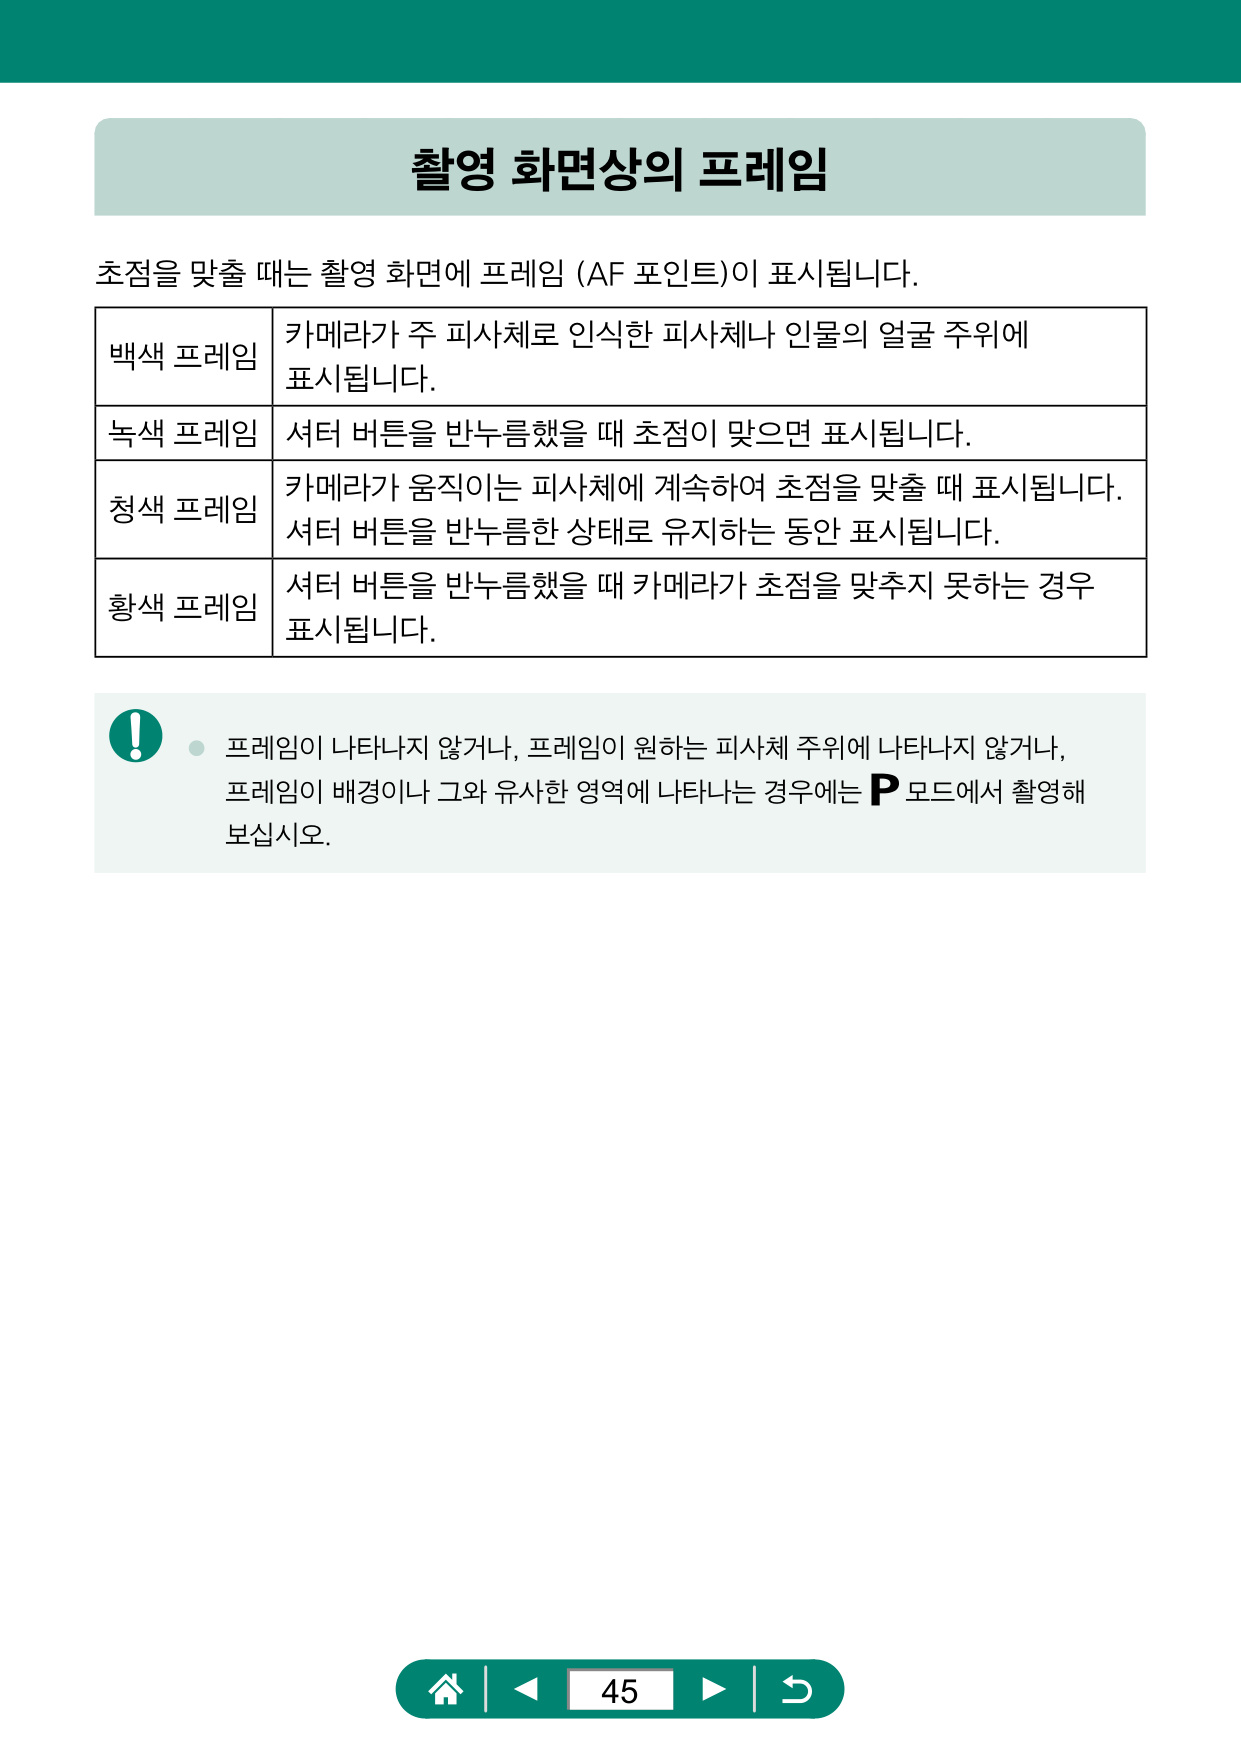 촬영 화면상의 프레임
초점을 맞출 때는 촬영 화면에 프레임 (AF 포인트)이 표시됩니다.
백색 프레임
카메라가 주 피사체로 인식한 피사체나 인물의 얼굴 주위에
표시됩니다.
녹색 프레임
셔터 버튼을 반누름했을 때 초점이 맞으면 표시됩니다.
청색 프레임
카메라가 움직이는 피사체에 계속하여 초점을 맞출 때 표시됩니다.
셔터 버튼을 반누름한 상태로 유지하는 동안 표시됩니다.
황색 프레임
셔터 버튼을 반누름했을 때 카메라가 초점을 맞추지 못하는 경우
표시됩니다.
프레임이 나타나지 않거나, 프레임이 원하는 피사체 주위에 나타나지 않거나,
프레임이 배경이나 그와 유사한 영역에 나타나는 경우에는 P 모드에서 촬영해
보십시오.
45